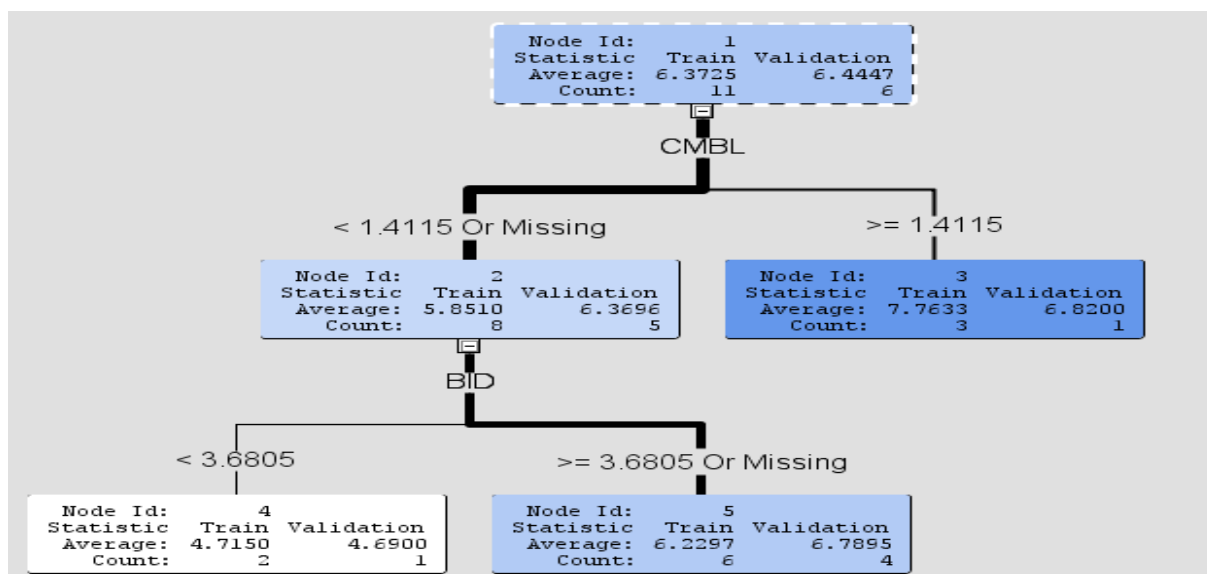 Node Id: 1
Statistic Train Validation
Average: 6.3725 6.4447
Count: 11 6
CMBL
< 1.4115 Or Missing
>= 1.4115
Node Id: 2
Statistic Train Validation
Average: 5.8510 6.3696
Count: 8 5
Node Id: 3
Statistic Train Validation
Average: 7.7633 6.8200
Count: 3 1
BID
< 3.6805
>= 3.6805 Or Missing
Node Id: 4
Statistic Train Validation
Average: 4.7150 4.6900
Count: 2 1
Node Id: 5
Statistic Train Validation
Average: 6.2297 6.7895
Count: 6 4